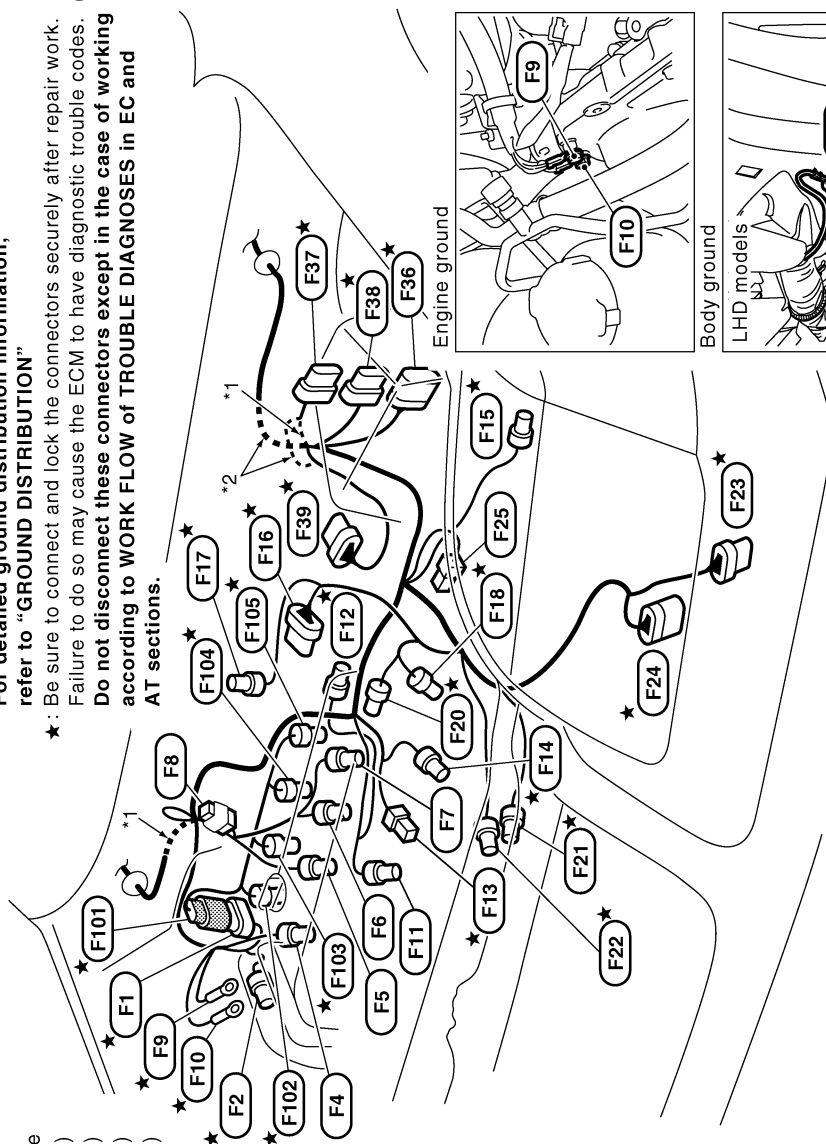 For detailed ground distribution information,
refer to “GROUND DISTRIBUTION”
★ : Be sure to connect and lock the connectors securely after repair work.
Failure to do so may cause the ECM to have diagnostic trouble codes.
Do not disconnect these connectors except in the case of working
according to WORK FLOW of TROUBLE DIAGNOSES in EC and
AT sections.
e
)
)
)
)
★ F2
★ F102
F4
★ F10
★ F9
★ F1
★ F101
*1
F8
★ F103
F5
F6
F11
★ F104
★ F17
★ F105
★ F16
★ F12
★ F39
*2
*1
★ F37
★ F38
★ F36
★ F15
F25
★ F18
★ F20
F7
★ F14
★ F13
★ F21
★ F22
★ F24
★ F23
Engine ground
F9
F10
Body ground
LHD models